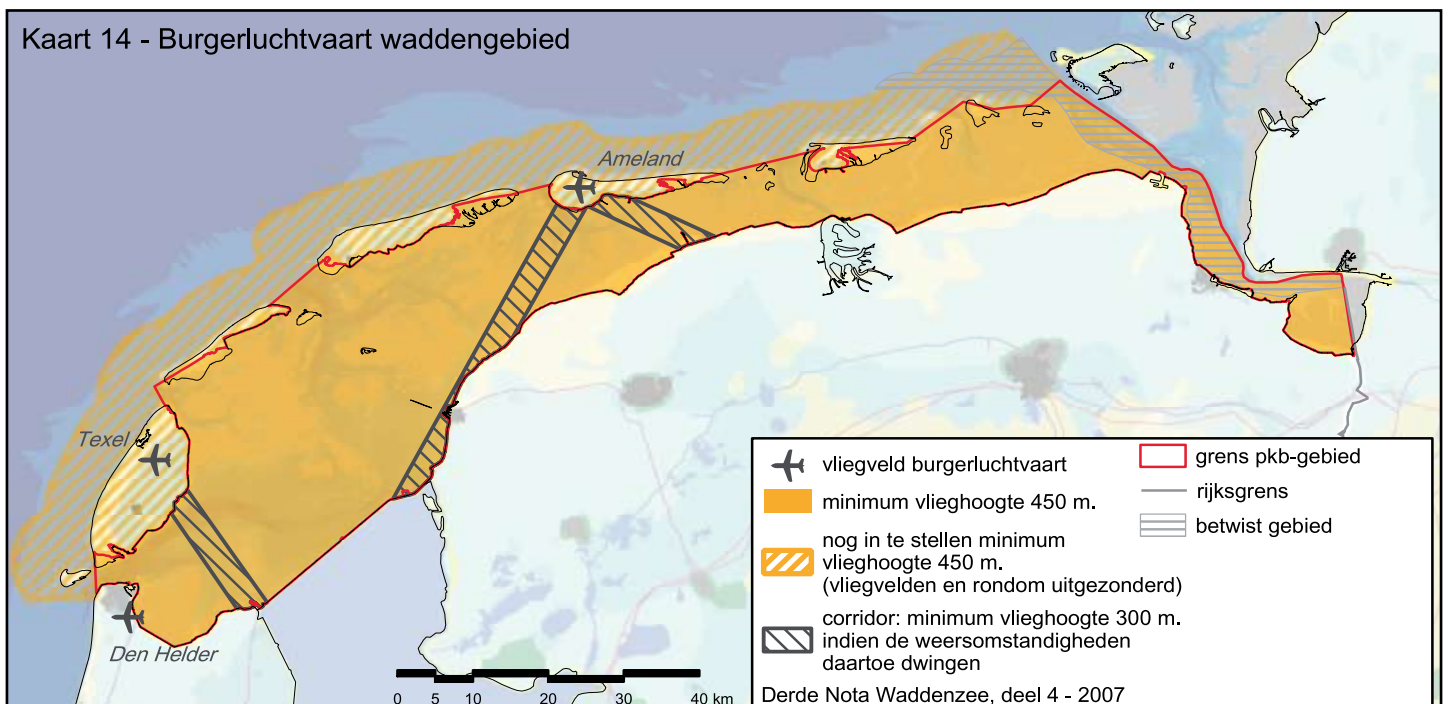 Kaart 14 - Burgerluchtvaart waddengebied
Ameland
Texel
Den Helder
vliegveld burgerluchtvaart
minimum vlieghoogte 450 m.
nog in te stellen minimum
vlieghoogte 450 m.
(vliegvelden en rondom uitgezonderd)
corridor: minimum vlieghoogte 300 m.
indien de weersomstandigheden
daartoe dwingen
grens pkb-gebied
rijksgrens
betwist gebied
0 5 10 20 30 40 km
Derde Nota Waddenzee, deel 4 - 2007